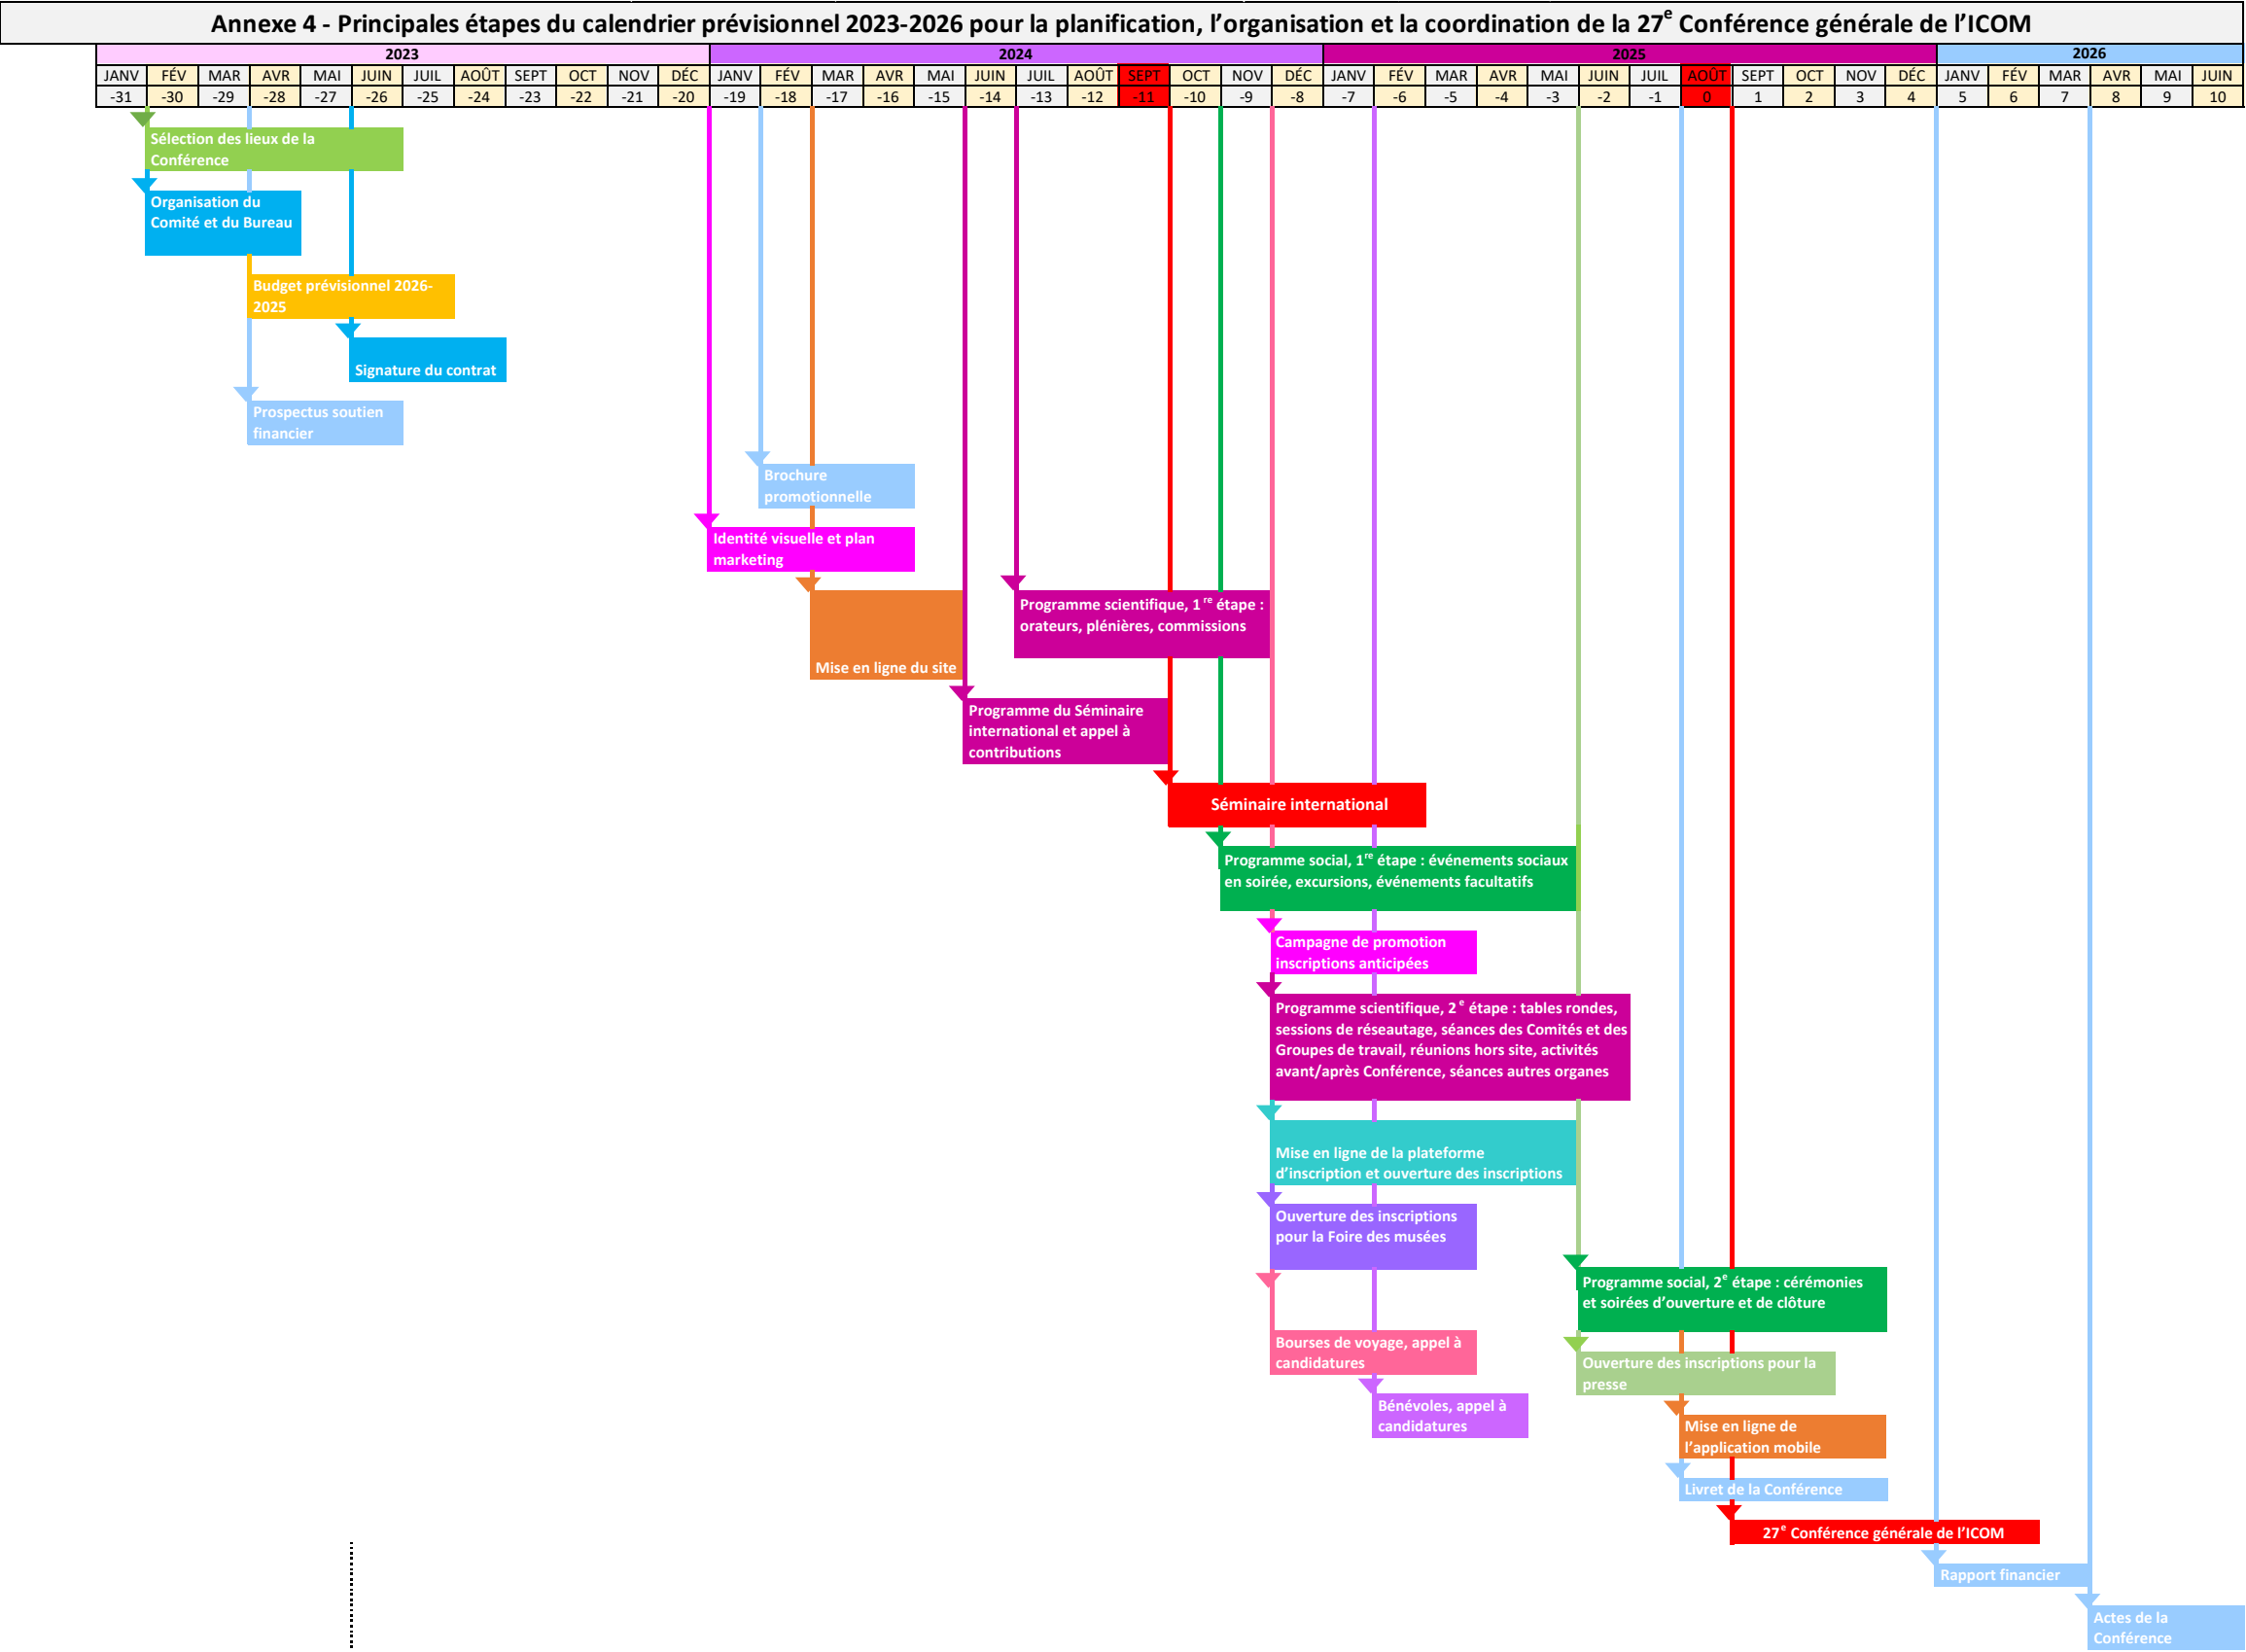 Annexe 4 - Principales étapes du calendrier prévisionnel 2023-2026 pour la planification, l’organisation et la coordination de la 27e Conférence générale de l’ICOM
2023 2024 2025 2026
JANV FÉV MAR AVR MAI JUIN JUIL AOÛT SEPT OCT NOV DÉC JANV FÉV MAR AVR MAI JUIN JUIL AOÛT SEPT OCT NOV DÉC JANV FÉV MAR AVR MAI JUIN JUIL AOÛT SEPT OCT NOV DÉC JANV FÉV MAR AVR MAI JUIN
-31 -30 -29 -28 -27 -26 -25 -24 -23 -22 -21 -20 -19 -18 -17 -16 -15 -14 -13 -12 -11 -10 -9 -8 -7 -6 -5 -4 -3 -2 -1 0 1 2 3 4 5 6 7 8 9 10
Sélection des lieux de la
Conférence
Organisation du
Comité et du Bureau
Budget prévisionnel 2026-
2025
Signature du contrat
Prospectus soutien
financier
Brochure
promotionnelle
Identité visuelle et plan
marketing
Mise en ligne du site
Programme scientifique, 1re étape :
orateurs, plénières, commissions
Programme du Séminaire
international et appel à
contributions
Séminaire international
Programme social, 1re étape : événements sociaux
en soirée, excursions, événements facultatifs
Campagne de promotion
inscriptions anticipées
Programme scientifique, 2e étape : tables rondes,
sessions de réseautage, séances des Comités et des
Groupes de travail, réunions hors site, activités
avant/après Conférence, séances autres organes
Mise en ligne de la plateforme
d’inscription et ouverture des inscriptions
Ouverture des inscriptions
pour la Foire des musées
Programme social, 2e étape : cérémonies
et soirées d’ouverture et de clôture
Bourses de voyage, appel à
candidatures
Ouverture des inscriptions pour la
presse
Bénévoles, appel à
candidatures
Mise en ligne de
l’application mobile
Livret de la Conférence
27e Conférence générale de l’ICOM
Rapport financier
Actes de la
Conférence